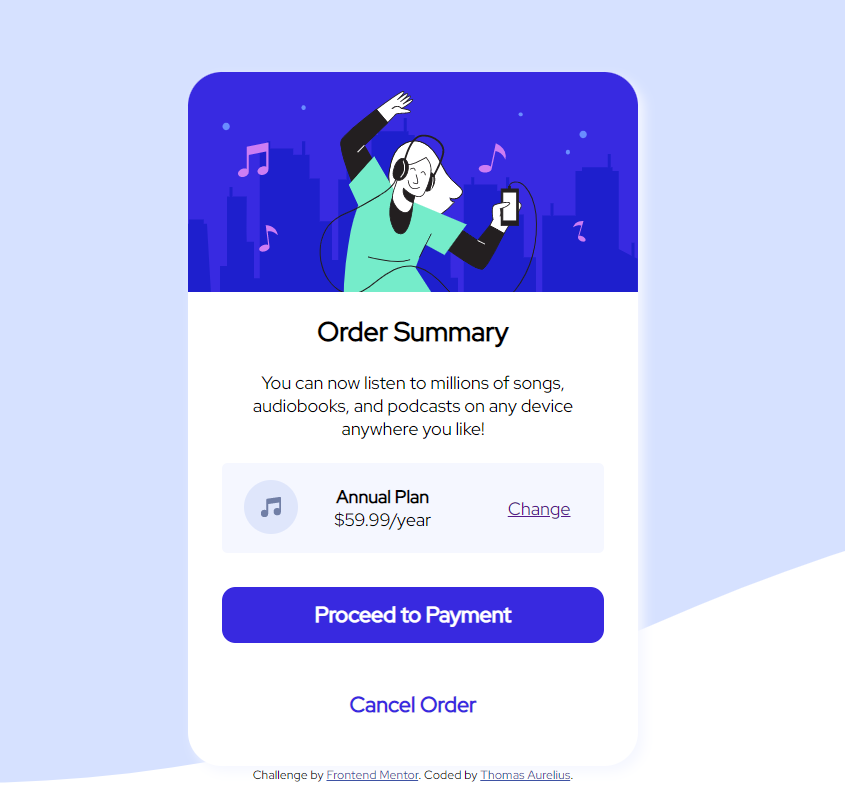 Order Summary
You can now listen to millions of songs,
audiobooks, and podcasts on any device
anywhere you like!
Annual Plan
$59.99/year
Change
Proceed to Payment
Cancel Order
Challenge by Frontend Mentor. Coded by Thomas Aurelius.